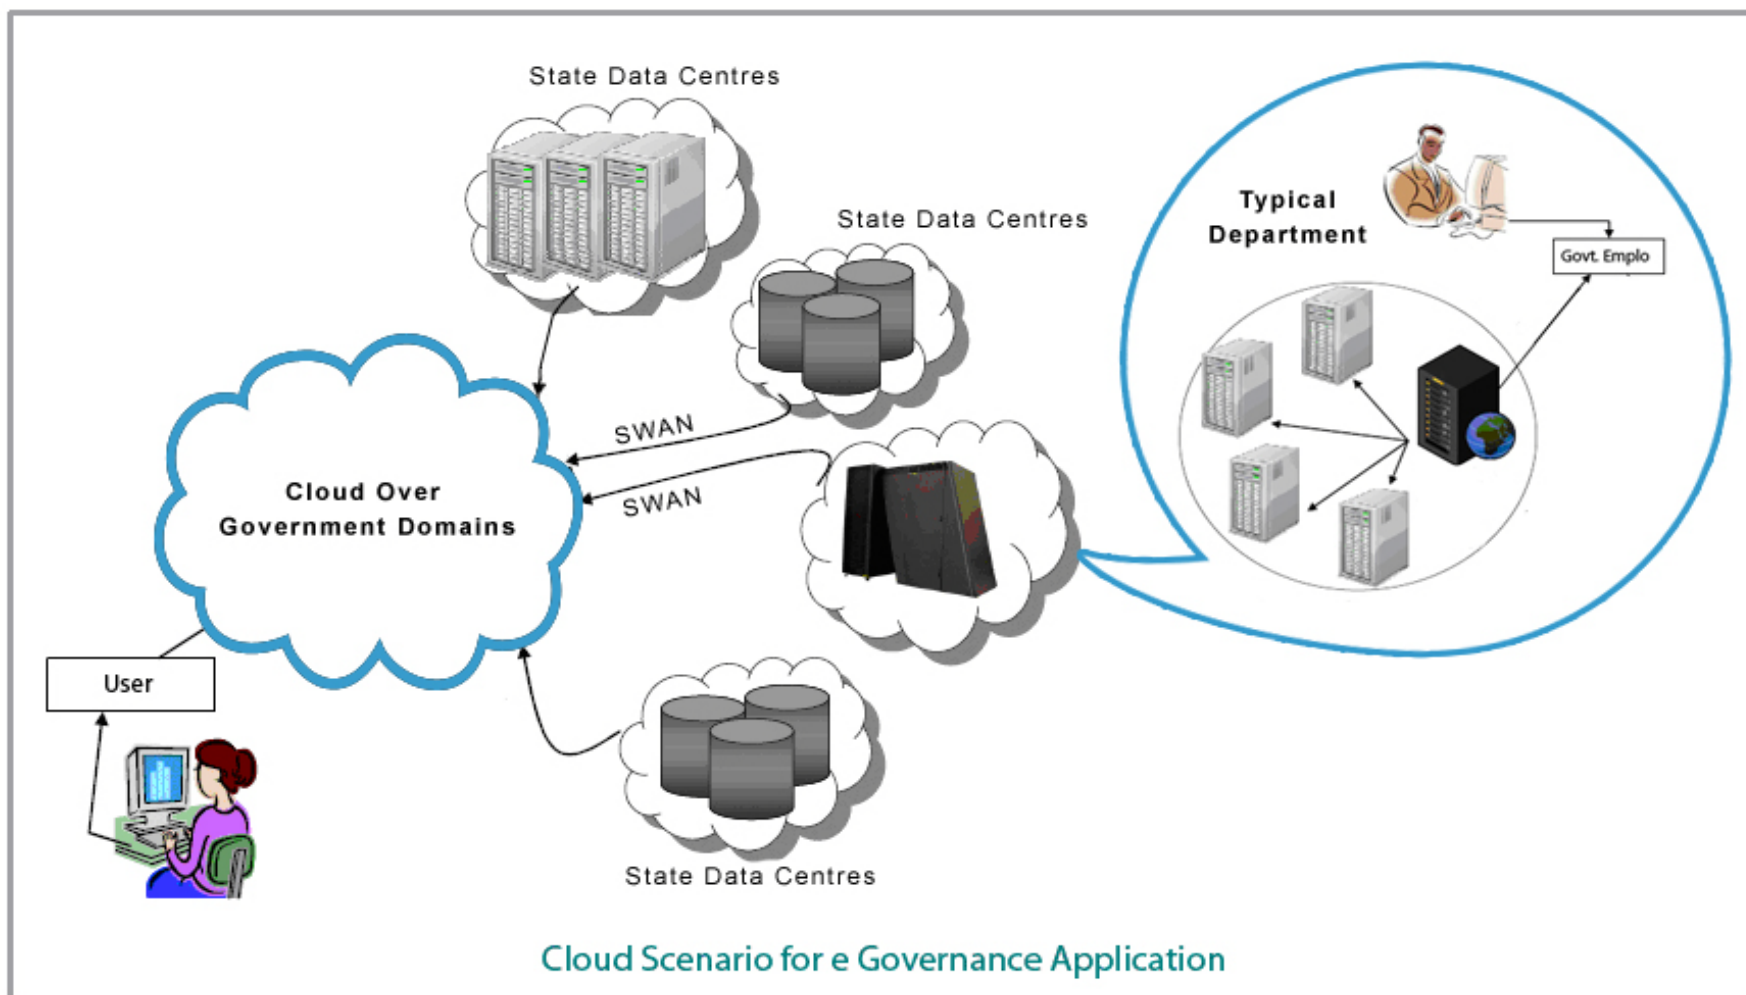 State Data Centres
State Data Centres
Typical
Department
Govt. Emplo
SWAN
SWAN
Cloud Over
Government Domains
User
State Data Centres
Cloud Scenario for e Governance Application